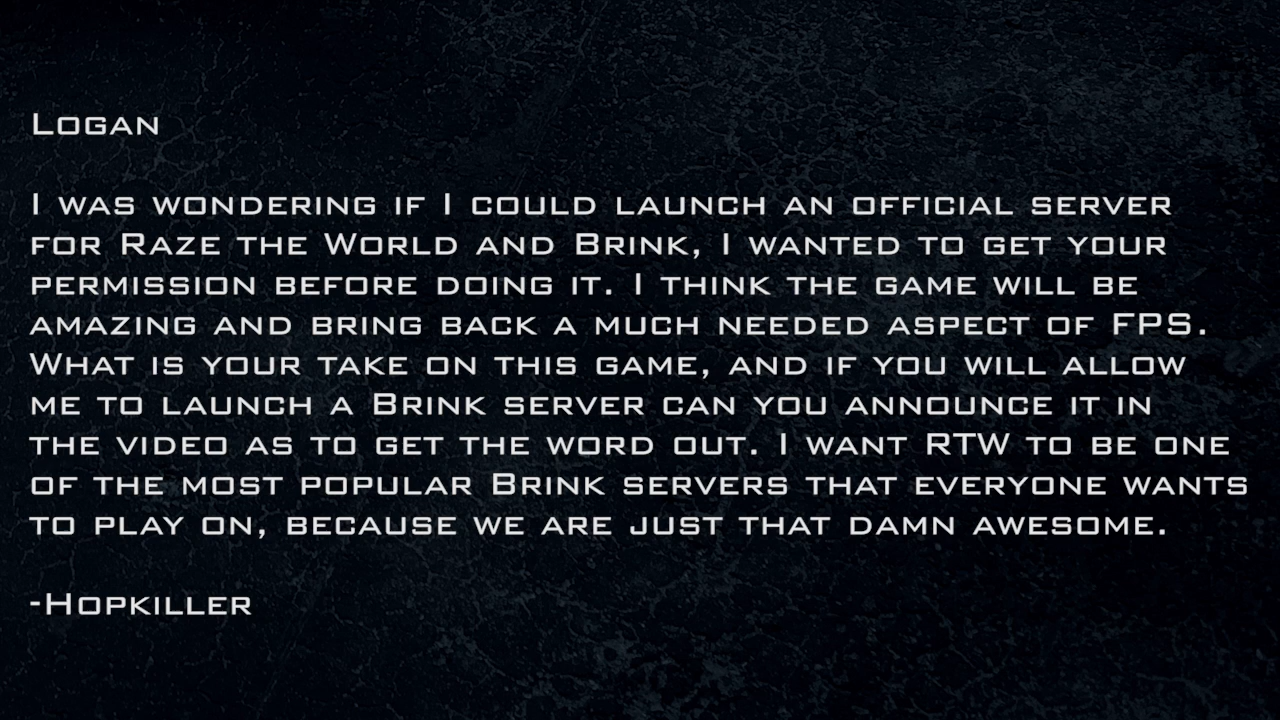 Logan
I was wondering if I could launch an official server
for Raze the World and Brink, I wanted to get your
permission before doing it. I think the game will be
amazing and bring back a much needed aspect of FPS.
What is your take on this game, and if you will allow
me to launch a Brink server can you announce it in
the video as to get the word out. I want RTW to be one
of the most popular Brink servers that everyone wants
to play on, because we are just that damn awesome.
-Hopkiller